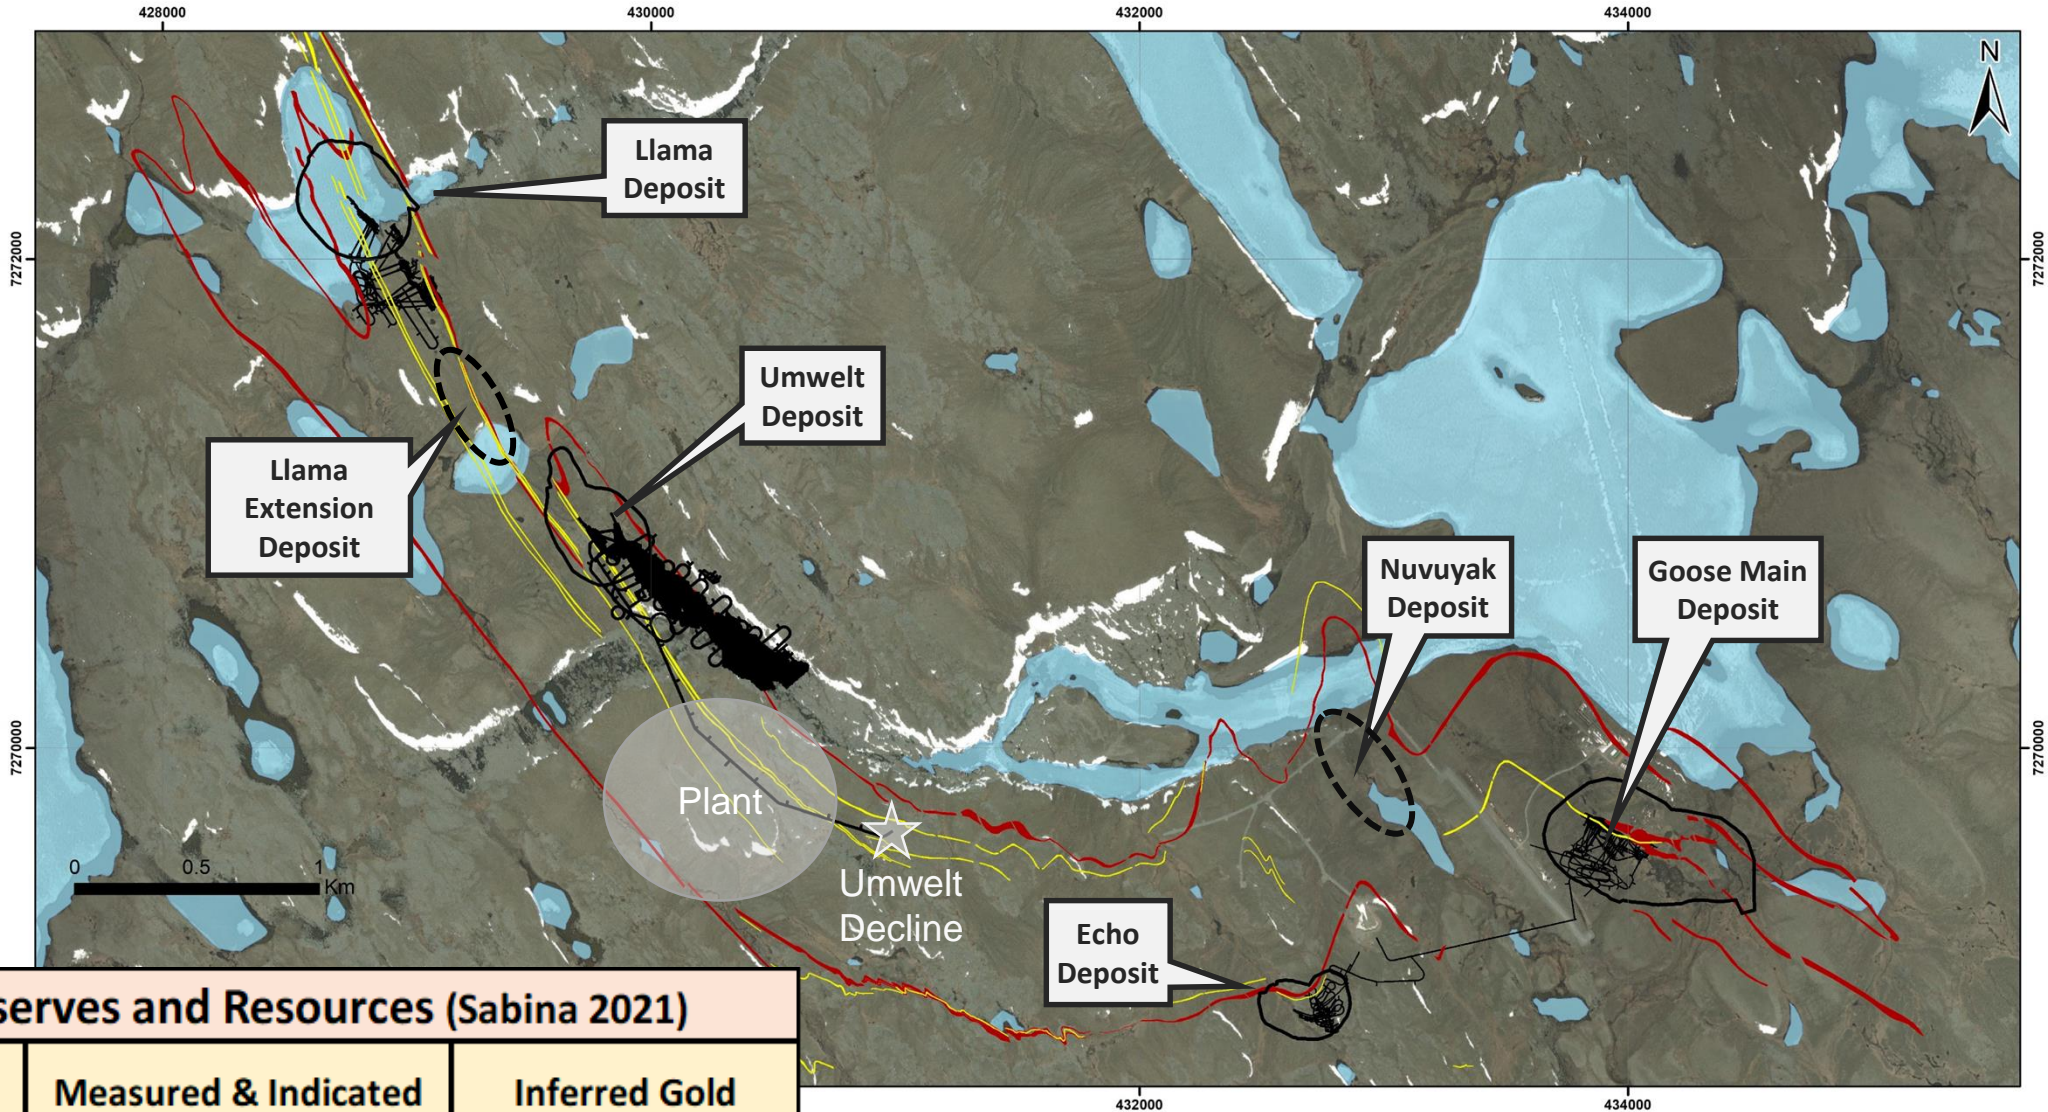 428000
430000
432000
434000
N
Llama
Deposit
7272000
7272000
Umwelt
Deposit
Llama
Extension
Deposit
Nuvuyak
Deposit
Goose Main
Deposit
7270000
7270000
Plant
0 0.5 1
Km
Umwelt
Decline
Echo
Deposit
and Resources (Sabina 2021)
Measured & Indicated
Inferred Gold
432000
434000